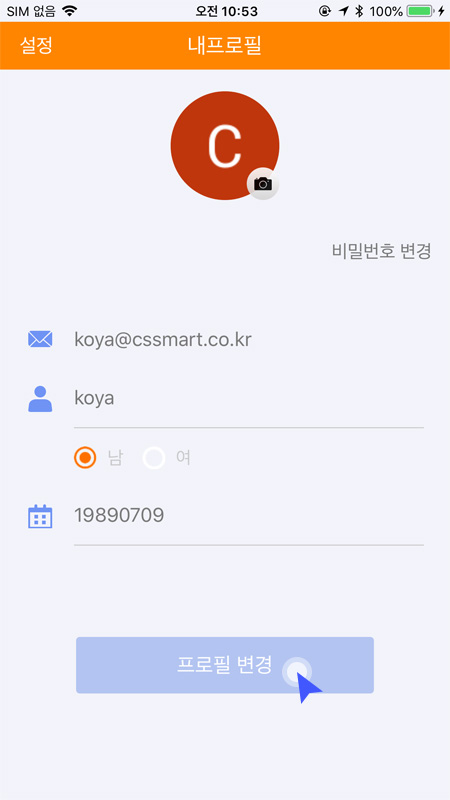 SIM 없음 오전 10:53 100%
설정 내프로필
C
비밀번호 변경
koya@cssmart.co.kr
koya
남 여
19890709
프로필 변경